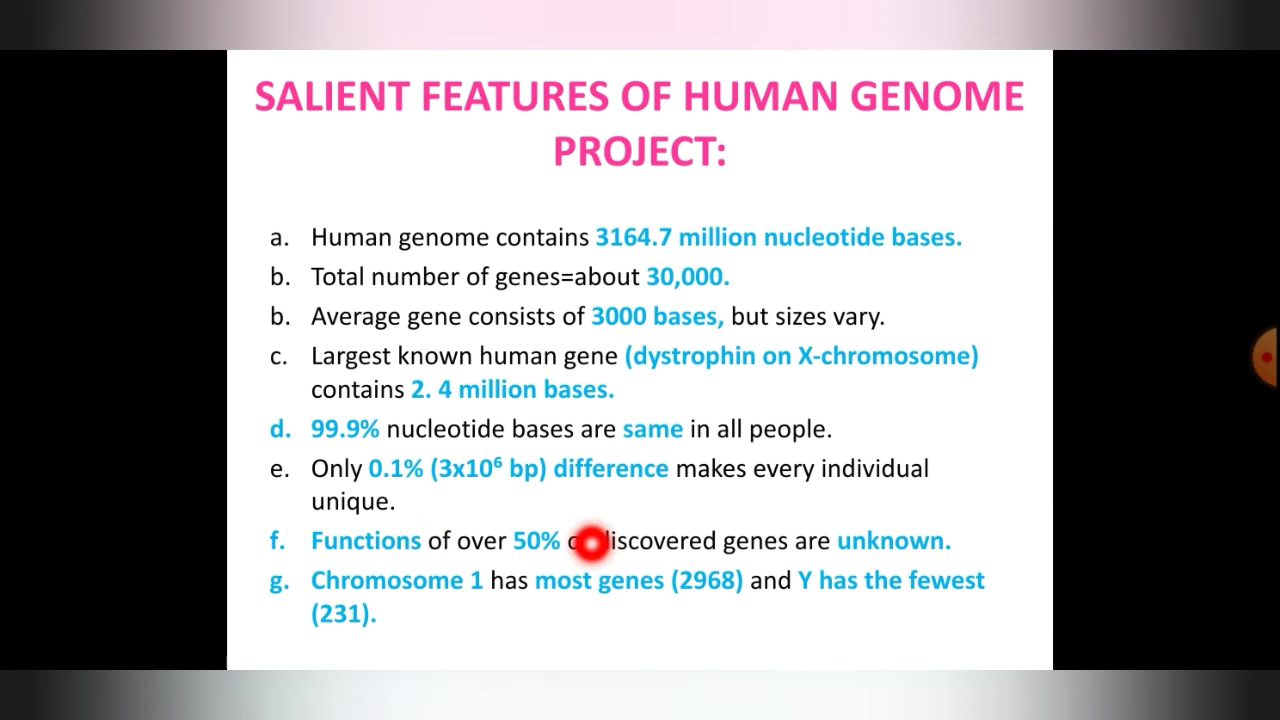 SALIENT FEATURES OF HUMAN GENOME
PROJECT:
a. Human genome contains 3164.7 million nucleotide bases.
b. Total number of genes=about 30,000.
b. Average gene consists of 3000 bases, but sizes vary.
c. Largest known human gene (dystrophin on X-chromosome)
contains 2. 4 million bases.
d. 99.9% nucleotide bases are same in all people.
e. Only 0.1% (3x10⁶ bp) difference makes every individual
unique.
f. Functions of over 50% discovered genes are unknown.
g. Chromosome 1 has most genes (2968) and Y has the fewest
(231).